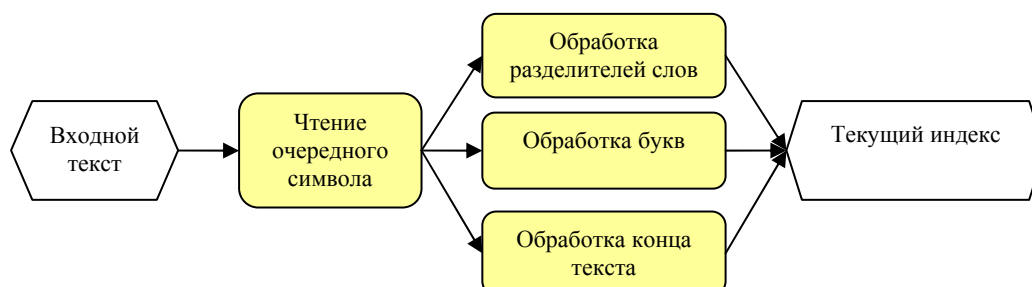 Входной
текст
Чтение
очередного
символа
Обработка
разделителей слов
Обработка букв
Обработка конца
текста
Текущий индекс